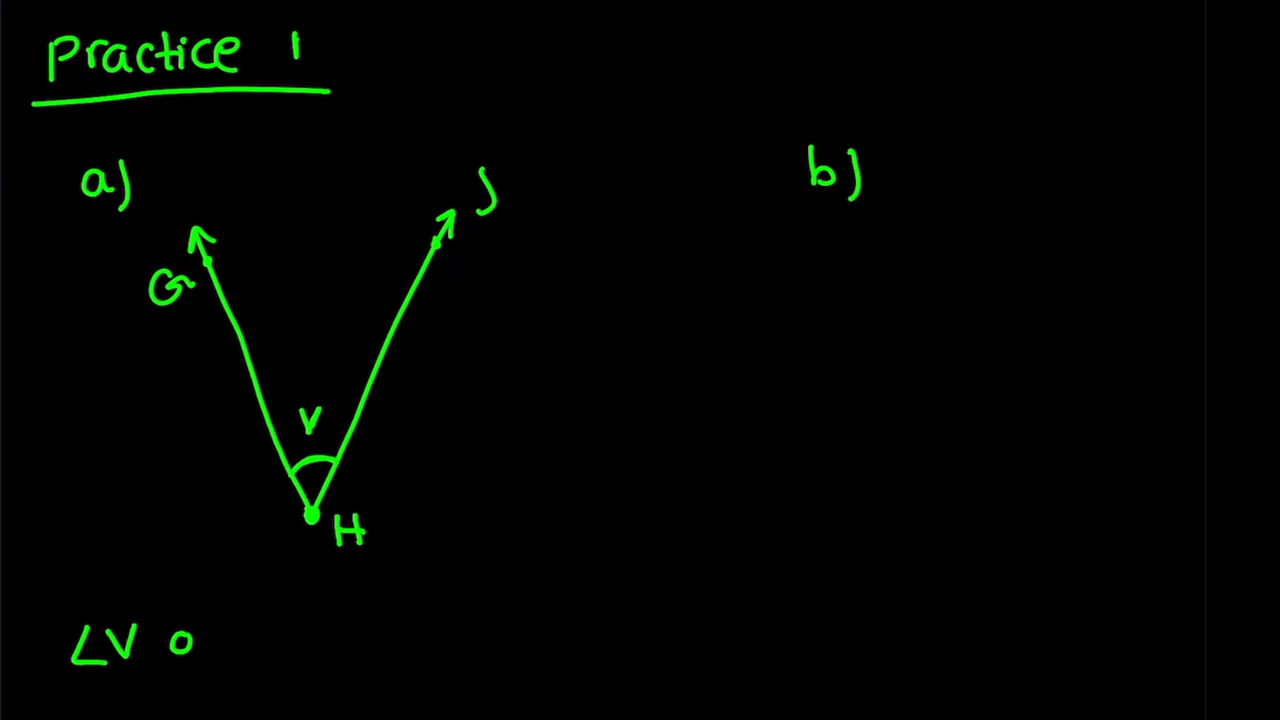 Practice 1
a)
b)
J
G
V
H
∠V o